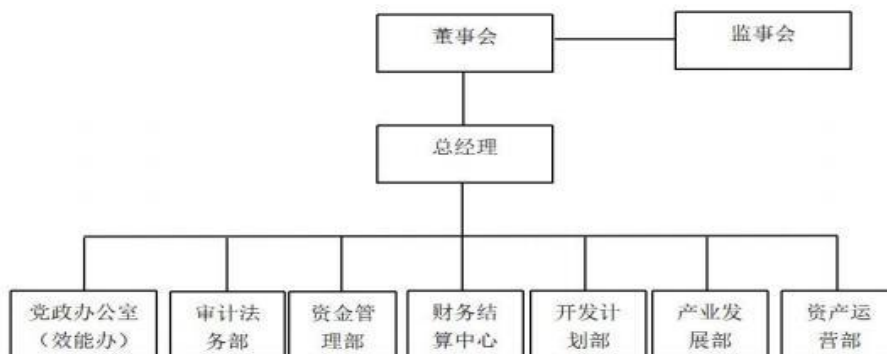 董事会
监事会
总经理
党政办公室
（效能办）
审计法
务部
资金管
理部
财务结
算中心
开发计
划部
产业发
展部
资产运
营部